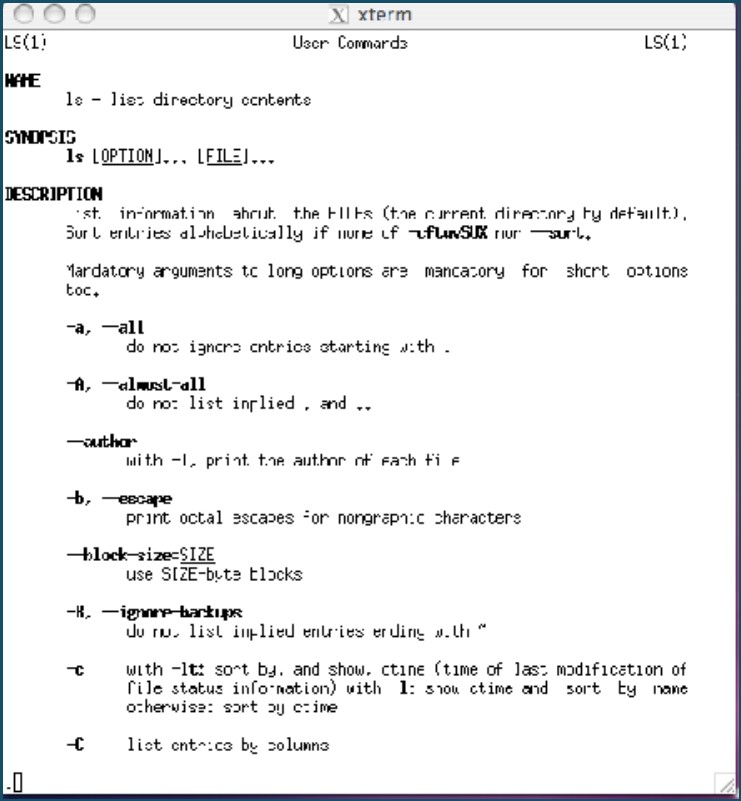 xterm
LS(1) User Commands LS(1)
NAME
ls - list directory contents
SYNOPSIS
ls [OPTION]... [FILE]...
DESCRIPTION
List information about the FILEs (the current directory by default).
Sort entries alphabetically if none of -cftuvSUX nor --sort.
Mandatory arguments to long options are mandatory for short options
too.
-a, --all
do not ignore entries starting with .
-A, --almost-all
do not list implied . and ..
--author
with -l, print the author of each file
-b, --escape
print octal escapes for nongraphic characters
--block-size=SIZE
use SIZE-byte blocks
-B, --ignore-backups
do not list implied entries ending with ~
-c with -lt: sort by, and show, ctime (time of last modification of
file status information) with -l: show ctime and sort by name
otherwise: sort by ctime
-C list entries by columns
: